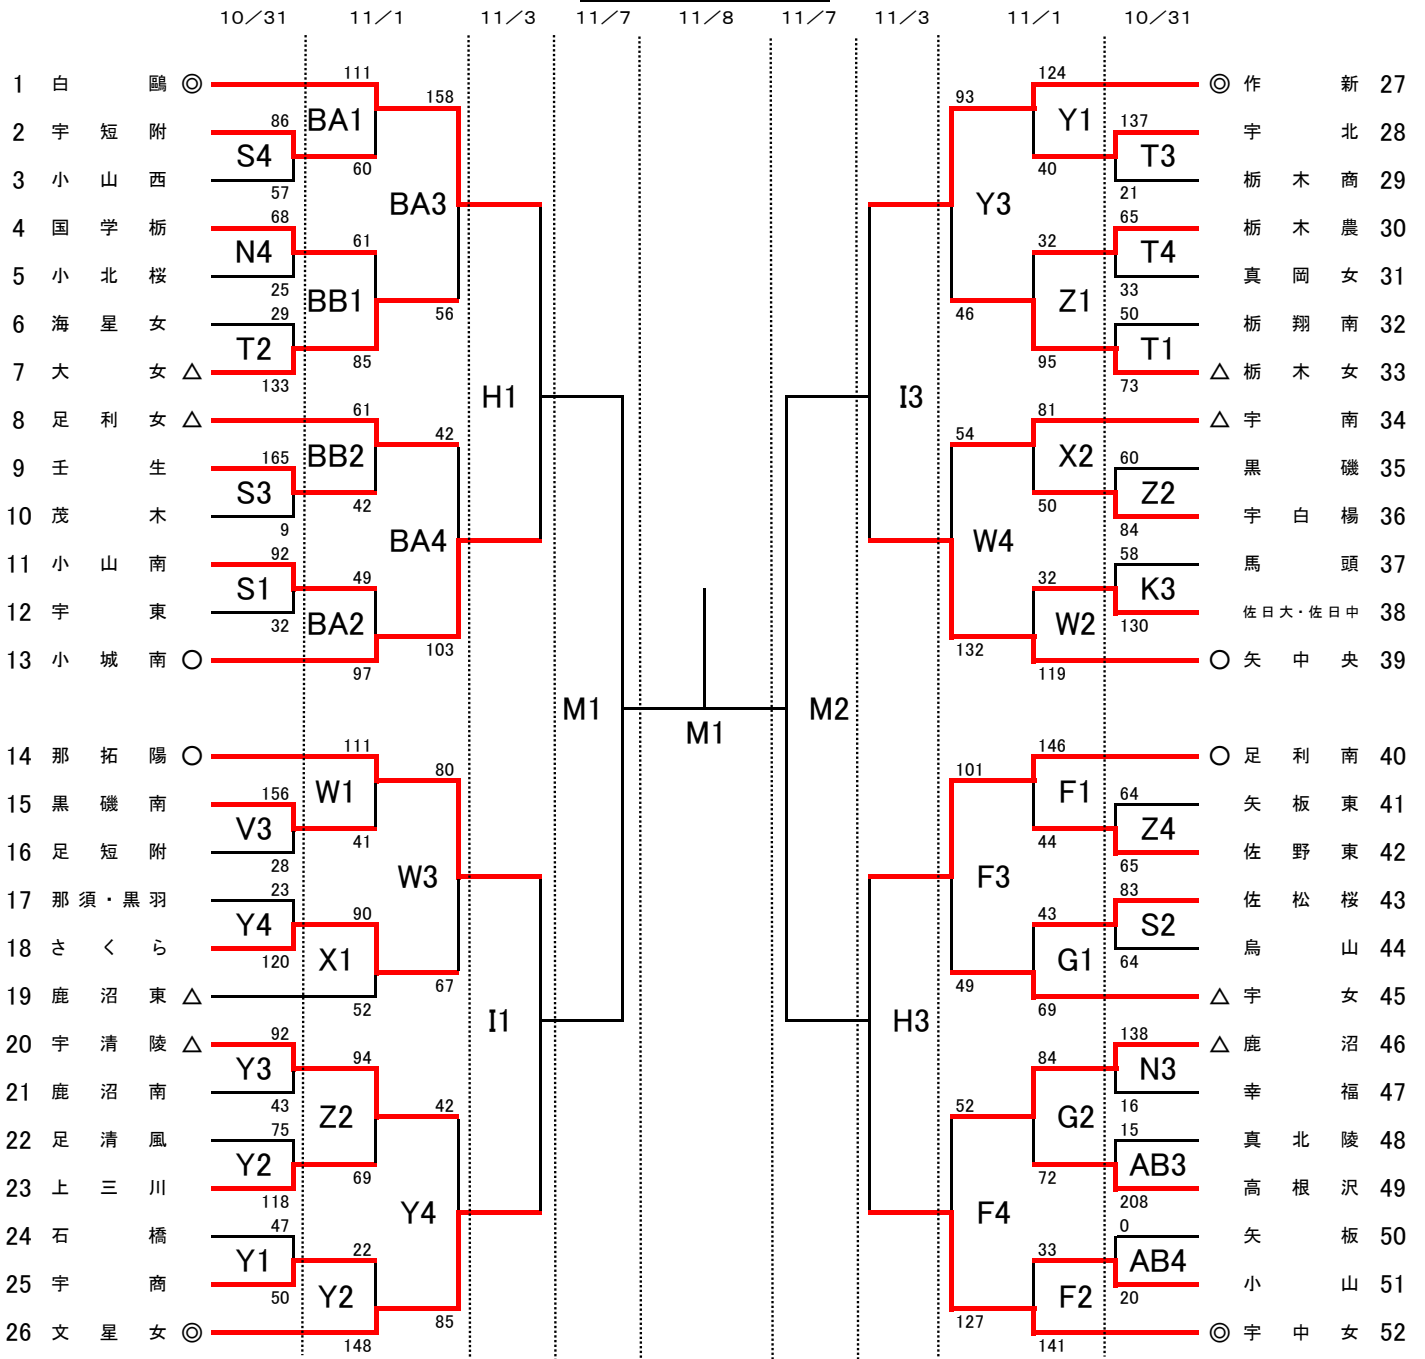 10／31 11／1 11／3 11／7 11／8 11／7 11／3 11／1 10／31
111 158 93 124
1 白鷗 ◎ ◎ 作新 27
BA1 Y1
2 宇短附 86 137 宇北 28
S4 60 40 T3
3 小山西 57 21 栃木商 29
BA3 Y3
4 国学栃 68 61 32 65 栃木農 30
N4 T4
5 小北桜 25 33 真岡女 31
BB1 56 46 Z1
6 海星女 29 50 栃翔南 32
T2 85 95 T1
7 大女 △ 133 73 △ 栃木女 33
H1 I3
8 足利女 △ 61 42 54 81 △ 宇南 34
BB2 X2
9 壬生 165 60 黒磯 35
S3 42 50 Z2
10 茂木 9 84 宇白楊 36
BA4 W4
11 小山南 92 49 32 58 馬頭 37
S1 K3
12 宇東 32 130 佐日大・佐日中 38
BA2 103 132 W2
13 小城南 ○ 97 119 ○ 矢中央 39
M1 M1 M2
14 那拓陽 ○ 111 80 101 146 ○ 足利南 40
W1 F1
15 黒磯南 156 64 矢板東 41
V3 41 44 Z4
16 足短附 28 65 佐野東 42
W3 F3
17 那須・黒羽 23 90 43 83 佐松桜 43
Y4 S2
18 さくら 120 64 烏山 44
X1 67 49 G1
19 鹿沼東 △ 52 69 △ 宇女 45
I1 H3
20 宇清陵 △ 92 94 84 138 △ 鹿沼 46
Y3 N3
21 鹿沼南 43 16 幸福 47
Z2 42 52 G2
22 足清風 75 15 真北陵 48
Y2 69 72 AB3
23 上三川 118 208 高根沢 49
Y4 F4
24 石橋 47 22 33 0 矢板 50
Y1 AB4
25 宇商 50 20 小山 51
Y2 85 127 F2
26 文星女 ◎ 148 141 ◎ 宇中女 52